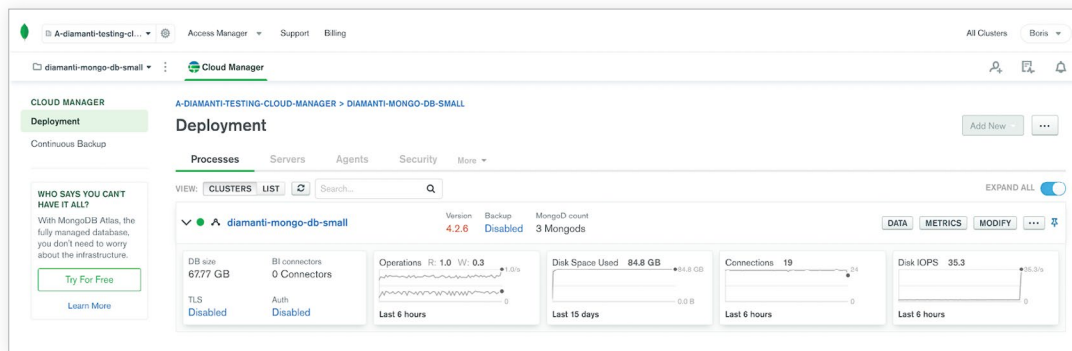 A-diamanti-testing-cl...
Access Manager
Support
Billing
All Clusters
Boris
diamanti-mongo-db-small
Cloud Manager
CLOUD MANAGER
Deployment
Continuous Backup
WHO SAYS YOU CAN'T
HAVE IT ALL?
With MongoDB Atlas, the
fully managed database,
you don't need to worry
about the infrastructure.
Try For Free
Learn More
A-DIAMANTI-TESTING-CLOUD-MANAGER > DIAMANTI-MONGO-DB-SMALL
Deployment
Add New
...
Processes
Servers
Agents
Security
More
VIEW:
CLUSTERS
LIST
Search...
EXPAND ALL
diamanti-mongo-db-small
Version
4.2.6
Backup
Disabled
MongoD count
3 Mongods
DATA
METRICS
MODIFY
...
DB size
67.77 GB
BI connectors
0 Connectors
TLS
Disabled
Auth
Disabled
Operations R: 1.0 W: 0.3
1.0/s
0
Last 6 hours
Disk Space Used 84.8 GB
84.8 GB
0.0 B
Last 15 days
Connections 19
24
0
Last 6 hours
Disk IOPS 35.3
0
Last 6 hours